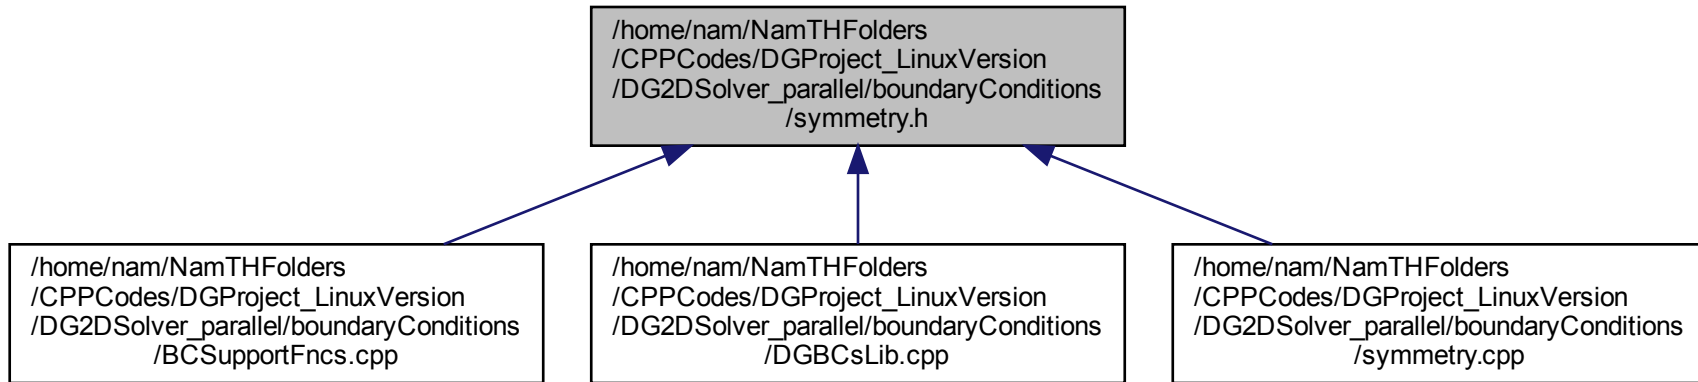 /home/nam/NamTHFolders
/CPPCodes/DGProject_LinuxVersion
/DG2DSolver_parallel/boundaryConditions
/symmetry.h
/home/nam/NamTHFolders
/CPPCodes/DGProject_LinuxVersion
/DG2DSolver_parallel/boundaryConditions
/BCSupportFncs.cpp
/home/nam/NamTHFolders
/CPPCodes/DGProject_LinuxVersion
/DG2DSolver_parallel/boundaryConditions
/DGBCsLib.cpp
/home/nam/NamTHFolders
/CPPCodes/DGProject_LinuxVersion
/DG2DSolver_parallel/boundaryConditions
/symmetry.cpp